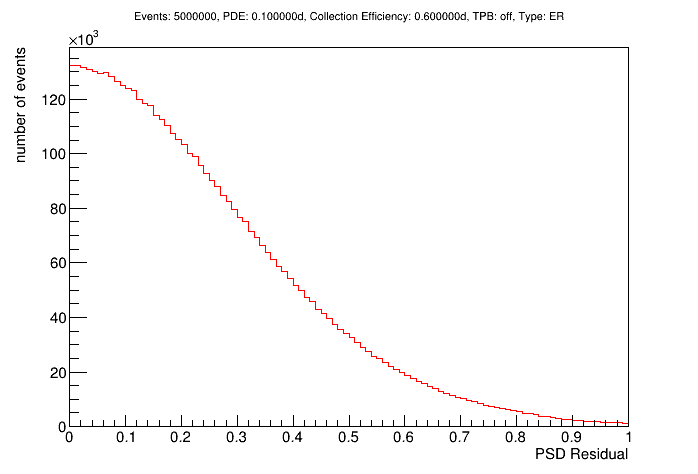 Events: 5000000, PDE: 0.100000d, Collection Efficiency: 0.600000d, TPB: off, Type: ER
×10³
number of events
120
100
80
60
40
20
0
0 0.1 0.2 0.3 0.4 0.5 0.6 0.7 0.8 0.9 1
PSD Residual